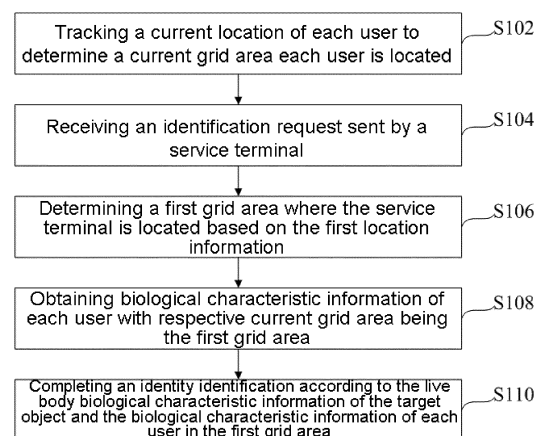 Tracking a current location of each user to
determine a current grid area each user is located
S102
Receiving an identification request sent by a
service terminal
S104
Determining a first grid area where the service
terminal is located based on the first location
information
S106
Obtaining biological characteristic information of
each user with respective current grid area being
the first grid area
S108
Completing an identity identification according to the live
body biological characteristic information of the target
object and the biological characteristic information of each
user in the first grid area
S110